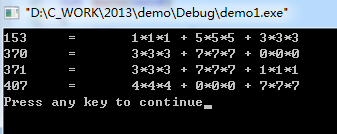 "D:\C_WORK\2013\demo\Debug\demo1.exe"
153 = 1*1*1 + 5*5*5 + 3*3*3
370 = 3*3*3 + 7*7*7 + 0*0*0
371 = 3*3*3 + 7*7*7 + 1*1*1
407 = 4*4*4 + 0*0*0 + 7*7*7
Press any key to continue_